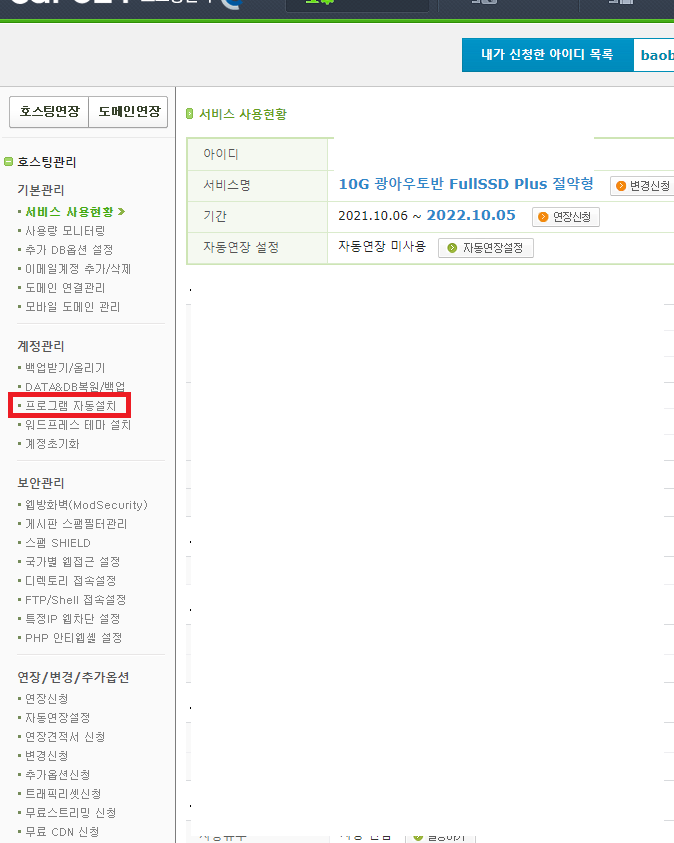 내가 신청한 아이디 목록
baob
호스팅연장
도메인연장
호스팅관리
기본관리
서비스 사용현황
사용량 모니터링
추가 DB옵션 설정
이메일계정 추가/삭제
도메인 연결관리
모바일 도메인 관리
계정관리
백업받기/올리기
DATA&DB복원/백업
프로그램 자동설치
워드프레스 테마 설치
계정초기화
보안관리
웹방화벽(ModSecurity)
게시판 스팸필터관리
스팸 SHIELD
국가별 웹접근 설정
디렉토리 접속설정
FTP/Shell 접속설정
특정IP 웹차단 설정
PHP 안티웹쉘 설정
연장/변경/추가옵션
연장신청
자동연장설정
연장견적서 신청
변경신청
추가옵션신청
트래픽리셋신청
무료스트리밍 신청
무료 CDN 신청
서비스 사용현황
아이디
서비스명 10G 광아우토반 FullSSD Plus 절약형 변경신청
기간 2021.10.06 ~ 2022.10.05 연장신청
자동연장 설정 자동연장 미사용 자동연장설정